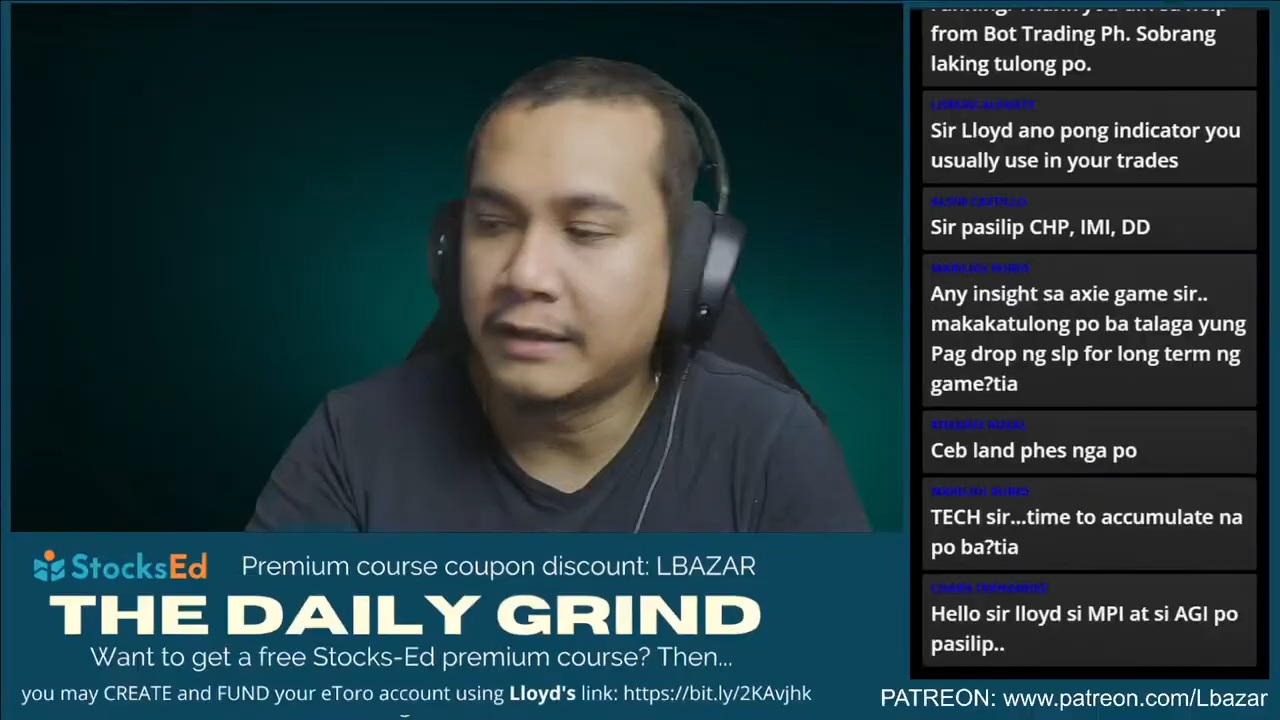 from Bot Trading Ph. Sobrang
laking tulong po.
Sir Lloyd ano pong indicator you
usually use in your trades
Sir pasilip CHP, IMI, DD
Any insight sa axie game sir..
makakatulong po ba talaga yung
Pag drop ng slp for long term ng
game?tia
Ceb land phes nga po
TECH sir...time to accumulate na
po ba?tia
Hello sir lloyd si MPI at si AGI po
pasilip..
StocksEd
Premium course coupon discount: LBAZAR
THE DAILY GRIND
Want to get a free Stocks-Ed premium course? Then...
you may CREATE and FUND your eToro account using Lloyd's link: https://bit.ly/2KAvjhk
PATREON: www.patreon.com/Lbazar